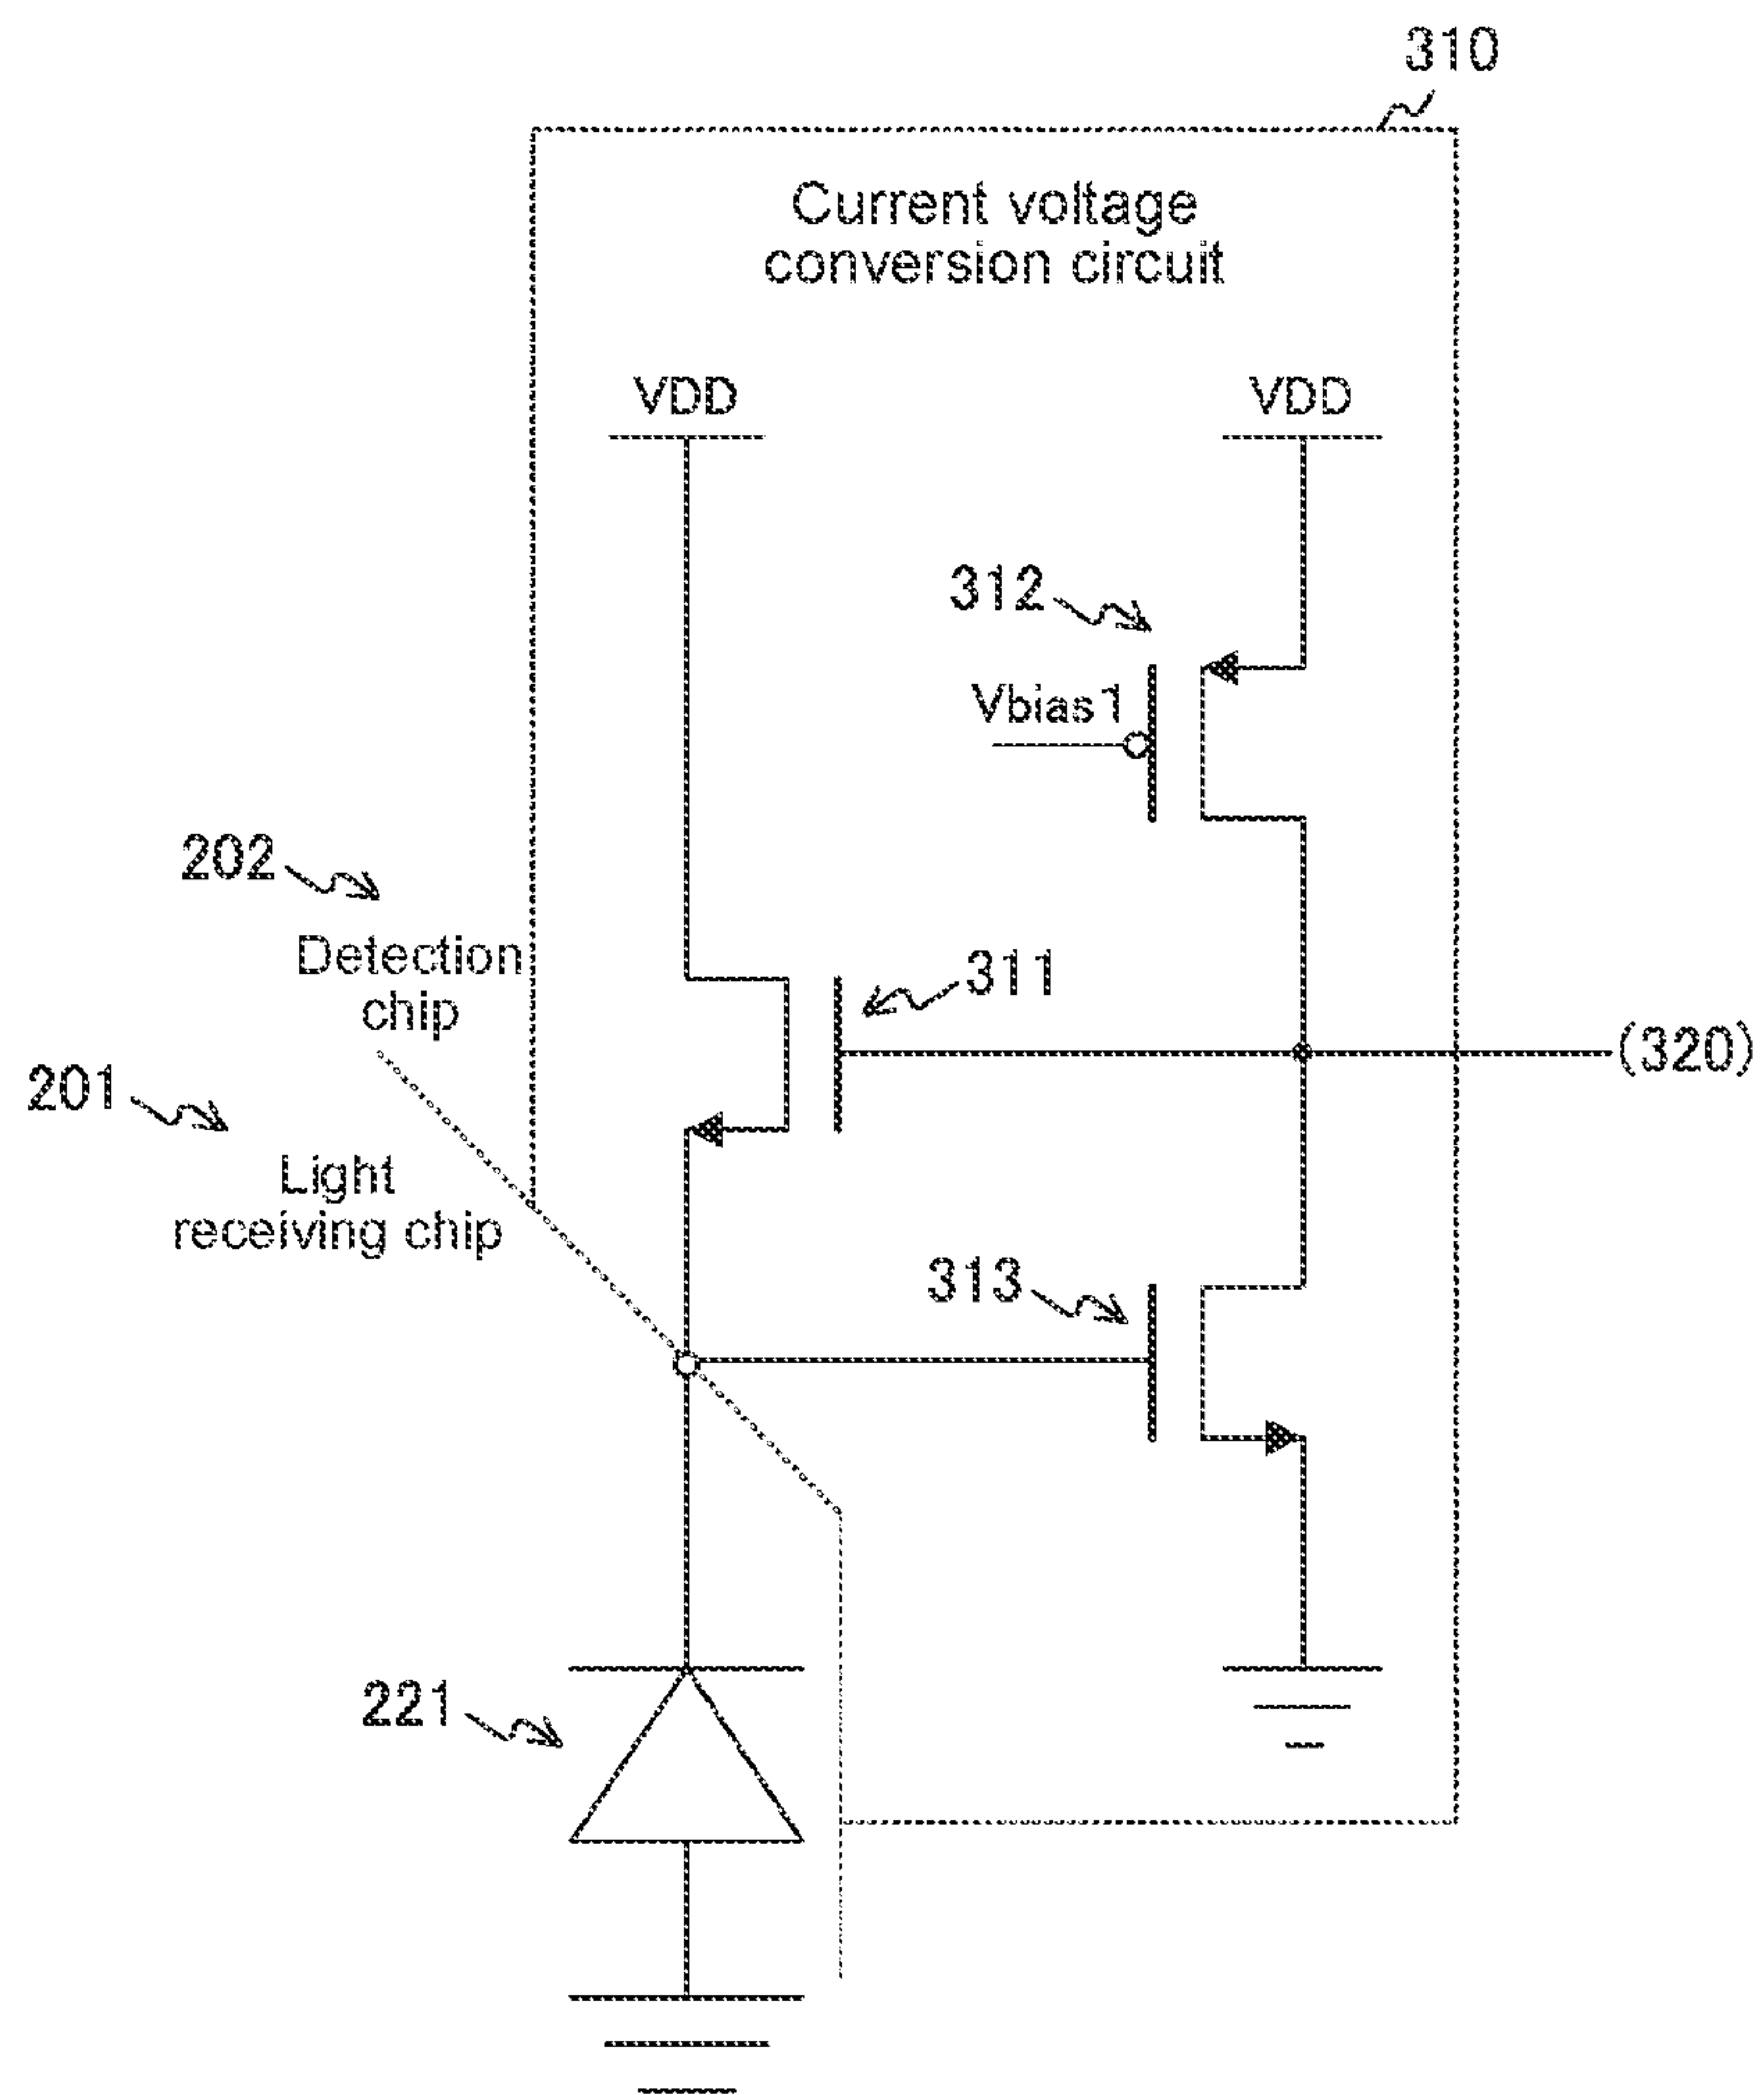 310
Current voltage
conversion circuit
VDD
VDD
312
Vbias1
202
Detection
chip
311
(320)
201
Light
receiving chip
313
221